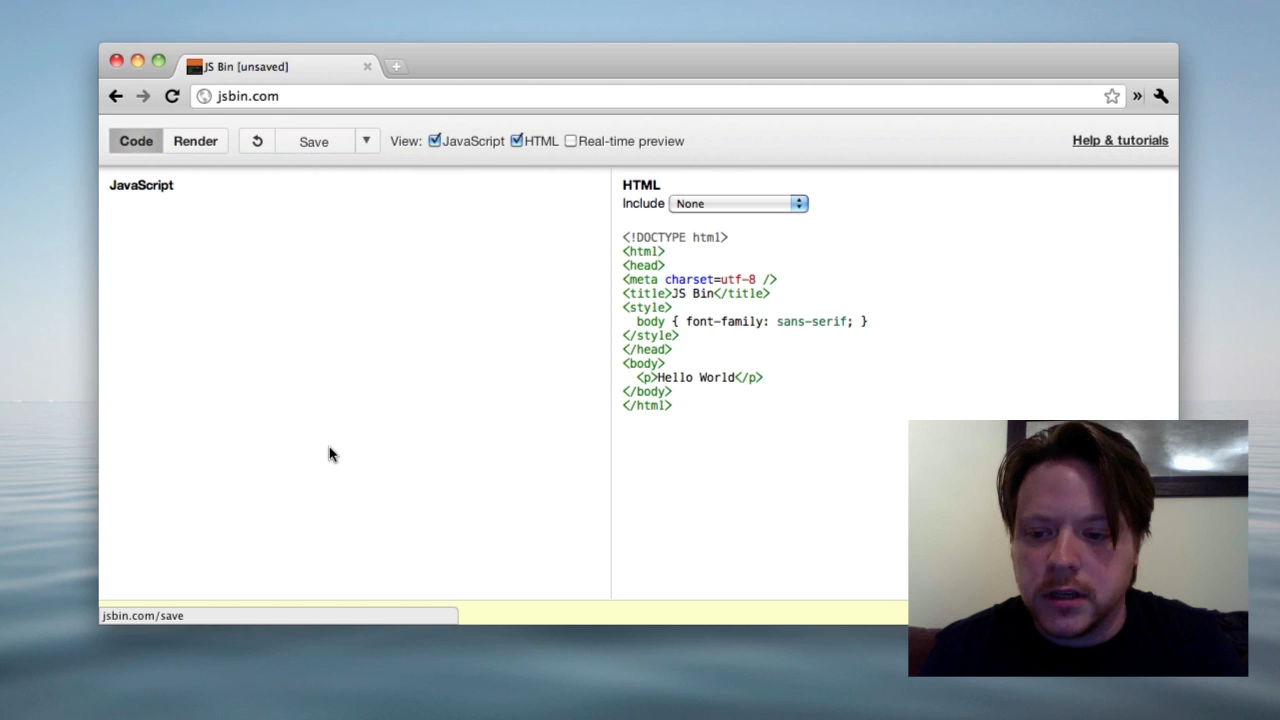 JS Bin [unsaved]
jsbin.com
Code Render Save View: JavaScript HTML Real-time preview Help & tutorials
JavaScript
HTML
Include None
<!DOCTYPE html>
<html>
<head>
<meta charset=utf-8 />
<title>JS Bin</title>
<style>
  body { font-family: sans-serif; }
</style>
</head>
<body>
  <p>Hello World</p>
</body>
</html>
jsbin.com/save